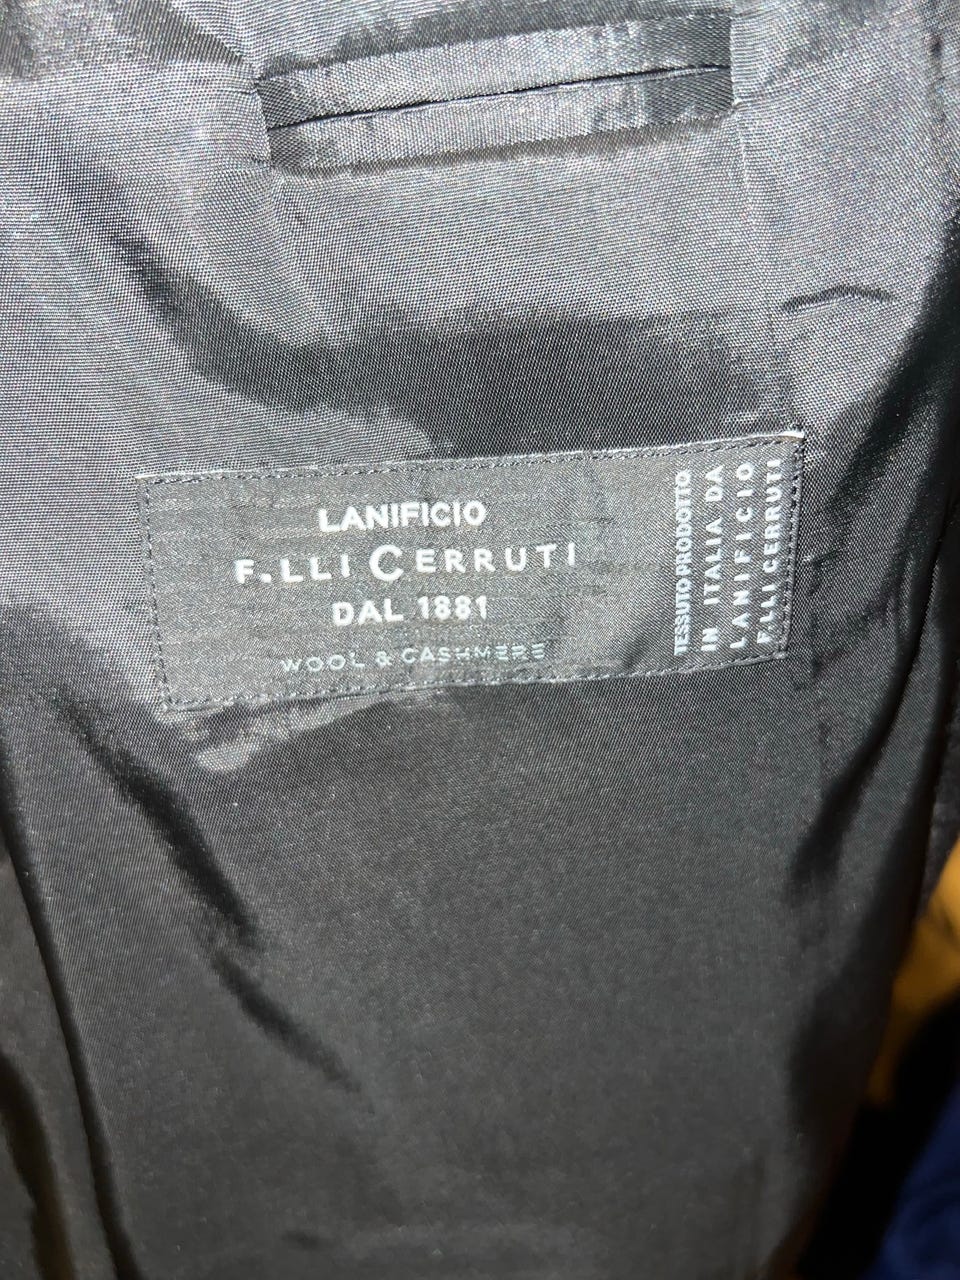 LANIFICIO
F.LLI CERRUTI
DAL 1881
WOOL & CASHMERE
TESSUTO PRODOTTO
IN ITALIA DA
LANIFICIO
F.LLI CERRUTI